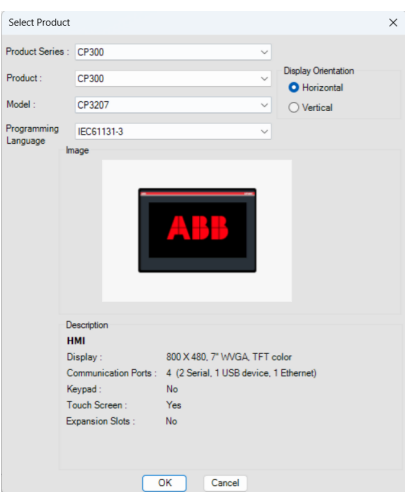 Select Product
Product Series : CP300
Product : CP300
Display Orientation
Horizontal
Model : CP3207
Vertical
Programming Language IEC61131-3
Image
ABB
Description
HMI
Display : 800 X 480, 7" WVGA, TFT color
Communication Ports : 4 (2 Serial, 1 USB device, 1 Ethernet)
Keypad : No
Touch Screen : Yes
Expansion Slots : No
OK Cancel